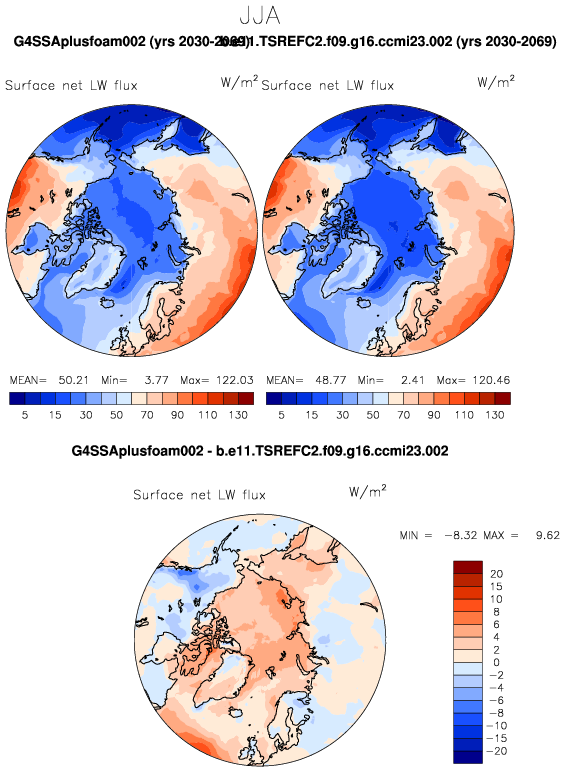 JJA
G4SSAplusfoam002 (yrs 2030-2069) b.e11.TSREFC2.f09.g16.ccmi23.002 (yrs 2030-2069)
Surface net LW flux W/m² Surface net LW flux W/m²
MEAN= 50.21 Min= 3.77 Max= 122.03 MEAN= 48.77 Min= 2.41 Max= 120.46
5 15 30 50 70 90 110 130 5 15 30 50 70 90 110 130
G4SSAplusfoam002 - b.e11.TSREFC2.f09.g16.ccmi23.002
Surface net LW flux W/m²
MIN = -8.32 MAX = 9.62
20
15
10
8
6
4
2
0
-2
-4
-6
-8
-10
-15
-20